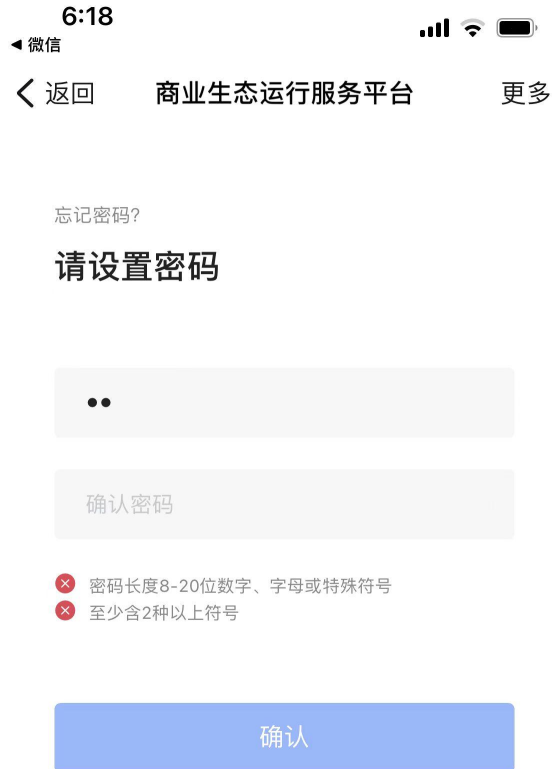 6:18
◀ 微信
返回 商业生态运行服务平台 更多
忘记密码?
请设置密码
••
确认密码
密码长度8-20位数字、字母或特殊符号
至少含2种以上符号
确认